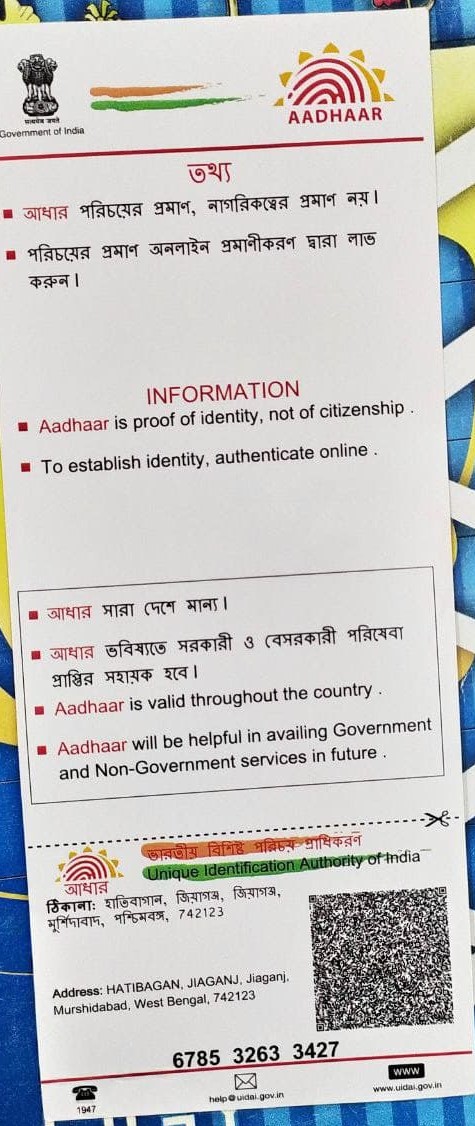 सत्यमेव जयते
Government of India
AADHAAR
তথ্য
আধার পরিচয়ের প্রমাণ, নাগরিকত্বের প্রমাণ নয়।
পরিচয়ের প্রমাণ অনলাইন প্রমাণীকরণ দ্বারা লাভ
করুন।
INFORMATION
Aadhaar is proof of identity, not of citizenship .
To establish identity, authenticate online .
আধার সারা দেশে মান্য।
আধার ভবিষ্যতে সরকারী ও বেসরকারী পরিষেবা
প্রাপ্তির সহায়ক হবে।
Aadhaar is valid throughout the country .
Aadhaar will be helpful in availing Government
and Non-Government services in future .
ভারতীয় বিশিষ্ট পরিচয় প্রাধিকরণ
Unique Identification Authority of India
আধার
ঠিকানা: হাতিবাগান, জিয়াগঞ্জ, জিয়াগঞ্জ,
মুর্শিদাবাদ, পশ্চিমবঙ্গ, 742123
Address: HATIBAGAN, JIAGANJ, Jiaganj,
Murshidabad, West Bengal, 742123
6785 3263 3427
1947
help@uidai.gov.in
www
www.uidai.gov.in